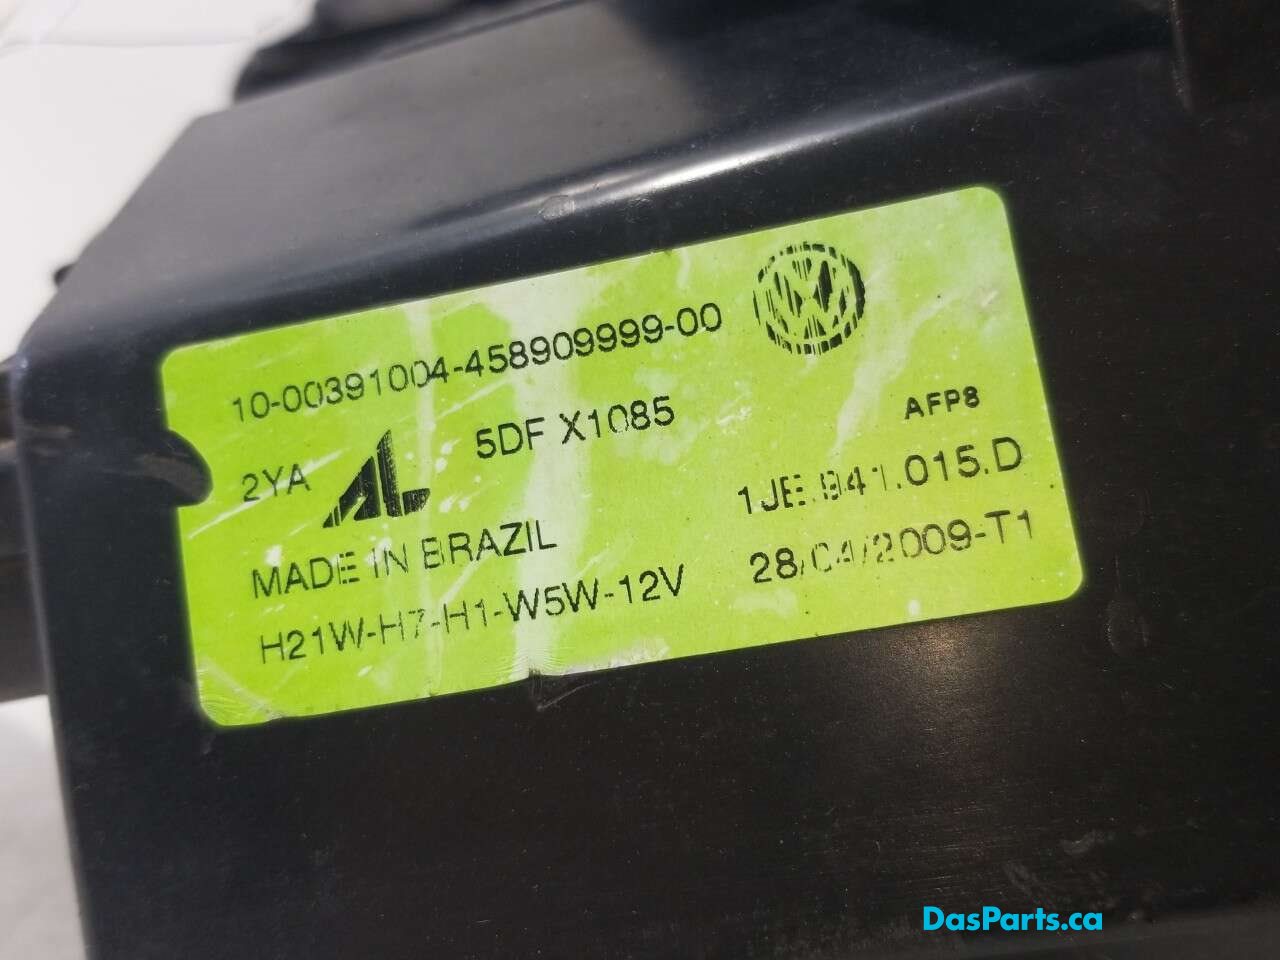 10-00391004-458909999-00
5DF X1085
AFP8
2YA AL
1JE.941.015.D
MADE IN BRAZIL
28/04/2009-T1
H21W-H7-H1-W5W-12V
DasParts.ca